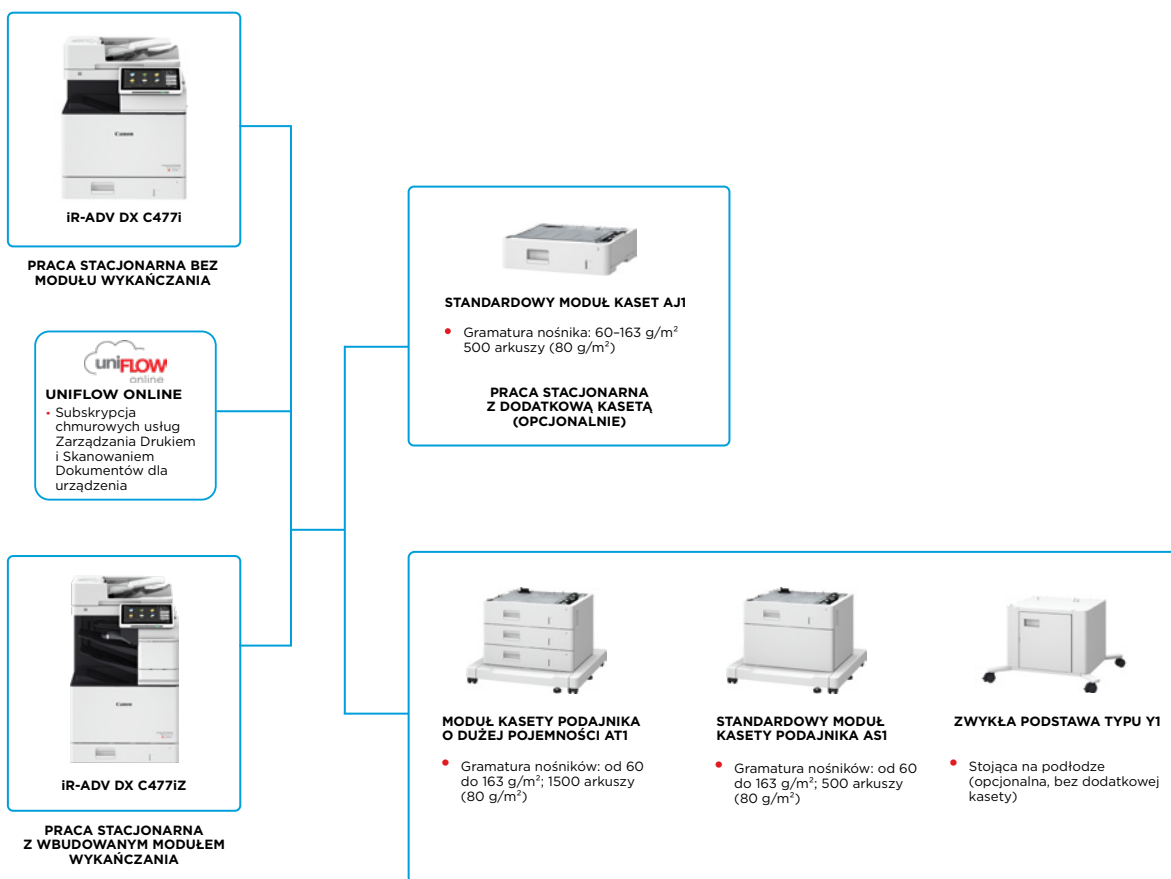 Canon
iR-ADV DX C477i
PRACA STACJONARNA BEZ
MODUŁU WYKAŃCZANIA
uniFLOW
online
UNIFLOW ONLINE
• Subskrypcja
chmurowych usług
Zarządzania Drukiem
i Skanowaniem
Dokumentów dla
urządzenia
Canon
iR-ADV DX C477iZ
PRACA STACJONARNA
Z WBUDOWANYM MODUŁEM
WYKAŃCZANIA
STANDARDOWY MODUŁ KASET AJ1
• Gramatura nośnika: 60–163 g/m²
500 arkuszy (80 g/m²)
PRACA STACJONARNA
Z DODATKOWĄ KASETĄ
(OPCJONALNIE)
MODUŁ KASETY PODAJNIKA
O DUŻEJ POJEMNOŚCI AT1
• Gramatura nośników: od 60
do 163 g/m²; 1500 arkuszy
(80 g/m²)
STANDARDOWY MODUŁ
KASETY PODAJNIKA AS1
• Gramatura nośników: od 60
do 163 g/m²; 500 arkuszy
(80 g/m²)
ZWYKŁA PODSTAWA TYPU Y1
• Stojąca na podłodze
(opcjonalna, bez dodatkowej
kasety)